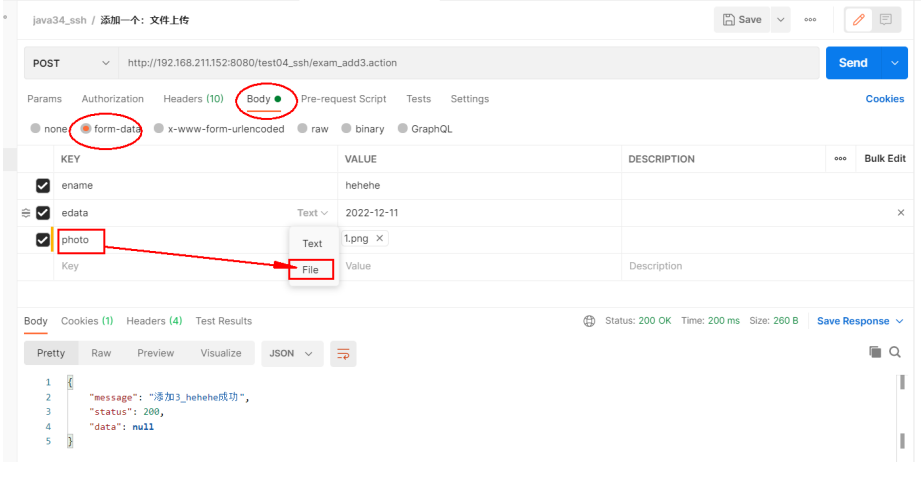 java34_ssh / 添加一个：文件上传 Save
POST http://192.168.211.152:8080/test04_ssh/exam_add3.action Send
Params Authorization Headers (10) Body Pre-request Script Tests Settings Cookies
none form-data x-www-form-urlencoded raw binary GraphQL
KEY VALUE DESCRIPTION Bulk Edit
ename hehehe
edata Text 2022-12-11
photo Text 1.png
Key File Value Description
Body Cookies (1) Headers (4) Test Results Status: 200 OK Time: 200 ms Size: 260 B Save Response
Pretty Raw Preview Visualize JSON
1 {
2 "message": "添加3_hehehe成功",
3 "status": 200,
4 "data": null
5 }